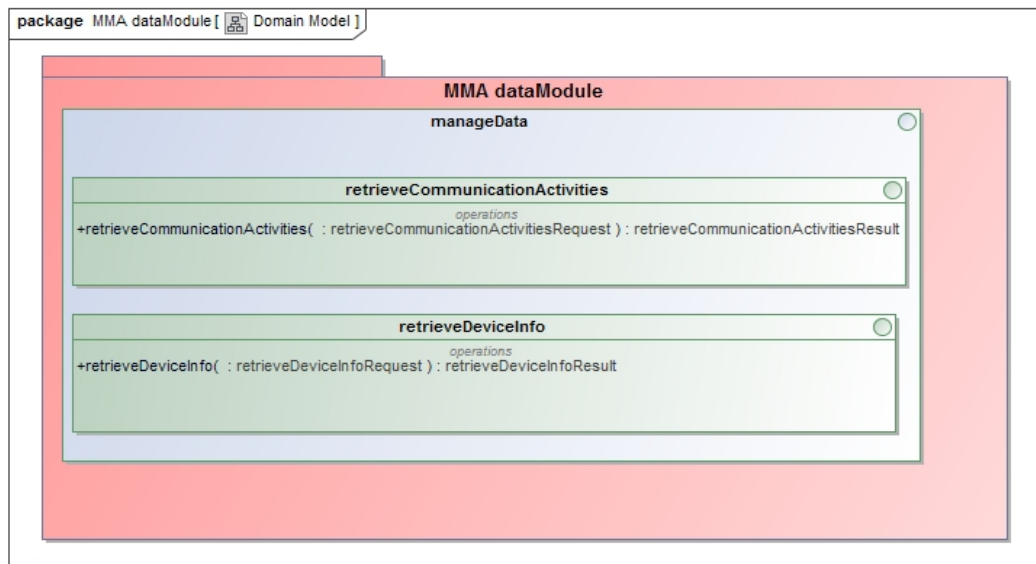 package MMA dataModule [ Domain Model ]
MMA dataModule
manageData
retrieveCommunicationActivities
operations
+retrieveCommunicationActivities( : retrieveCommunicationActivitiesRequest ) : retrieveCommunicationActivitiesResult
retrieveDeviceInfo
operations
+retrieveDeviceInfo( : retrieveDeviceInfoRequest ) : retrieveDeviceInfoResult